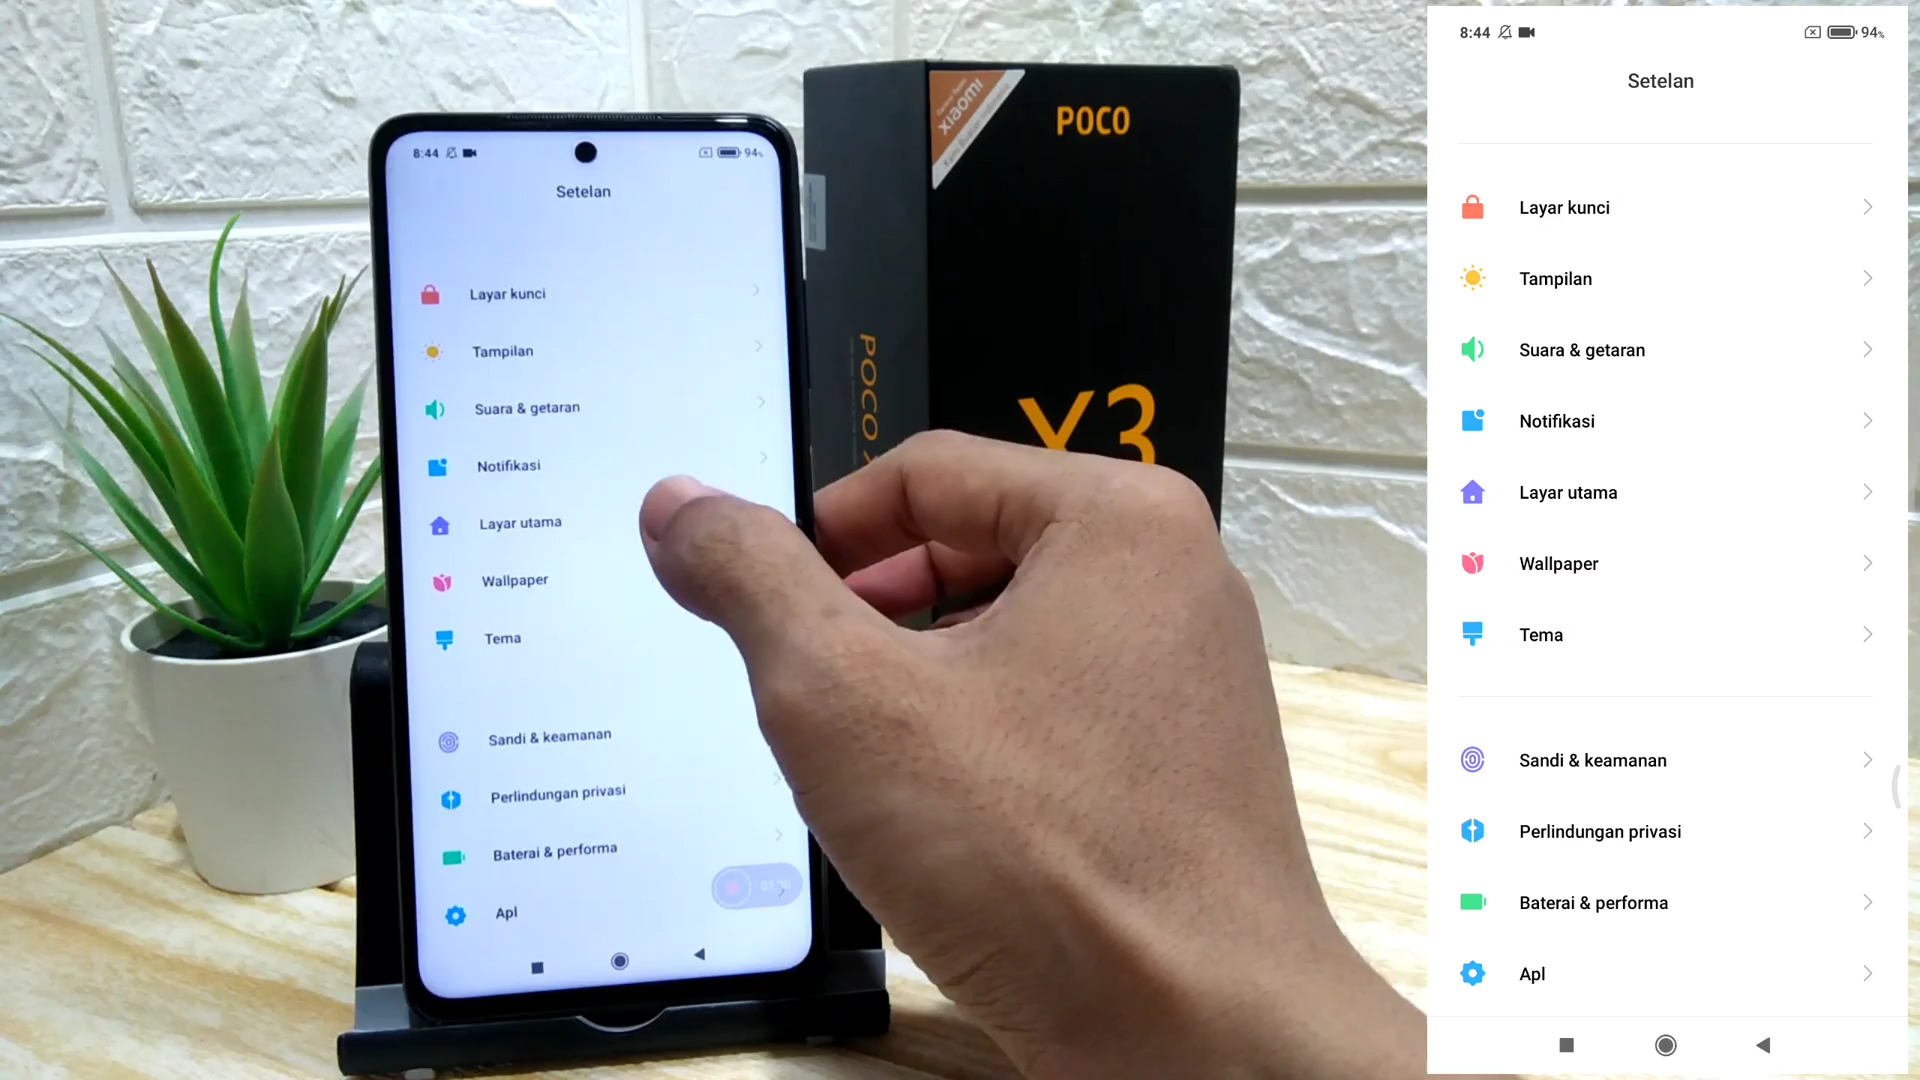 8:44
94%
Setelan
Layar kunci
Tampilan
Suara & getaran
Notifikasi
Layar utama
Wallpaper
Tema
Sandi & keamanan
Perlindungan privasi
Baterai & performa
Apl
xiaomi
POCO
X3
POCO
8:44
94%
Setelan
Layar kunci
Tampilan
Suara & getaran
Notifikasi
Layar utama
Wallpaper
Tema
Sandi & keamanan
Perlindungan privasi
Baterai & performa
Apl